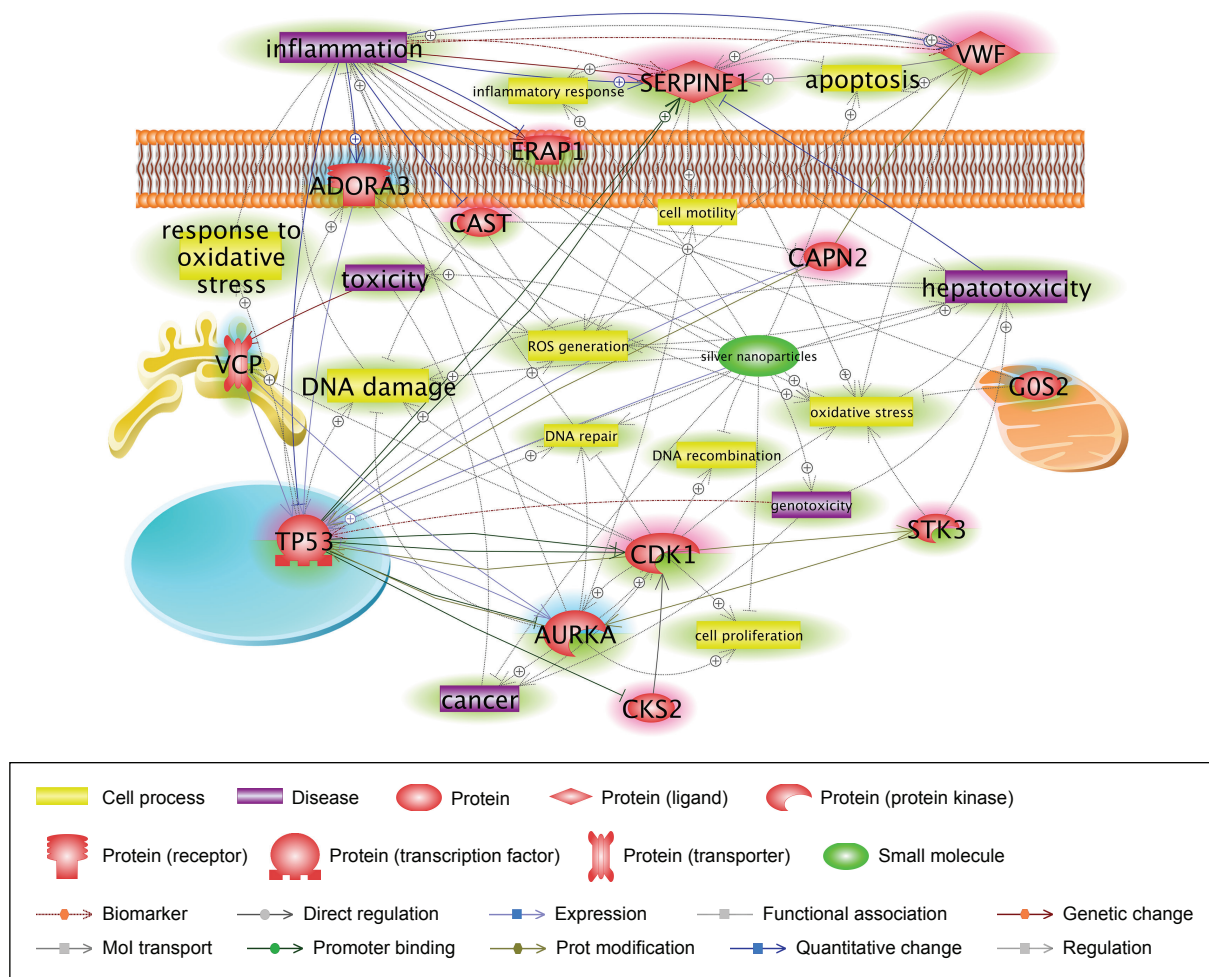 inflammation
VWF
SERPINE1
apoptosis
inflammatory response
ERAP1
ADORA3
CAST
cell motility
response to
oxidative
stress
CAPN2
toxicity
hepatotoxicity
ROS generation
silver nanoparticles
VCP
DNA damage
G0S2
oxidative stress
DNA repair
DNA recombination
genotoxicity
TP53
CDK1
STK3
AURKA
cell proliferation
cancer
CKS2
Cell process
Disease
Protein
Protein (ligand)
Protein (protein kinase)
Protein (receptor)
Protein (transcription factor)
Protein (transporter)
Small molecule
Biomarker
Direct regulation
Expression
Functional association
Genetic change
Mol transport
Promoter binding
Prot modification
Quantitative change
Regulation